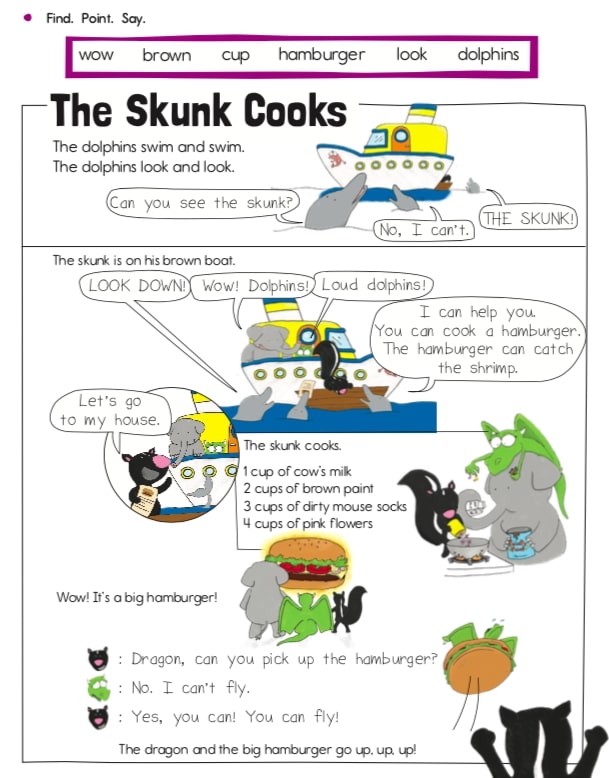 Find. Point. Say.
wow brown cup hamburger look dolphins
The Skunk Cooks
The dolphins swim and swim.
The dolphins look and look.
Can you see the skunk?
No, I can't.
THE SKUNK!
The skunk is on his brown boat.
LOOK DOWN!
Wow! Dolphins!
Loud dolphins!
I can help you.
You can cook a hamburger.
The hamburger can catch
the shrimp.
Let's go
to my house.
The skunk cooks.
1 cup of cow's milk
2 cups of brown paint
3 cups of dirty mouse socks
4 cups of pink flowers
Wow! It's a big hamburger!
: Dragon, can you pick up the hamburger?
: No. I can't fly.
: Yes, you can! You can fly!
The dragon and the big hamburger go up, up, up!